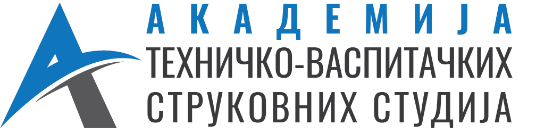 АКАДЕМИЈА
ТЕХНИЧКО-ВАСПИТАЧКИХ
СТРУКОВНИХ СТУДИЈА